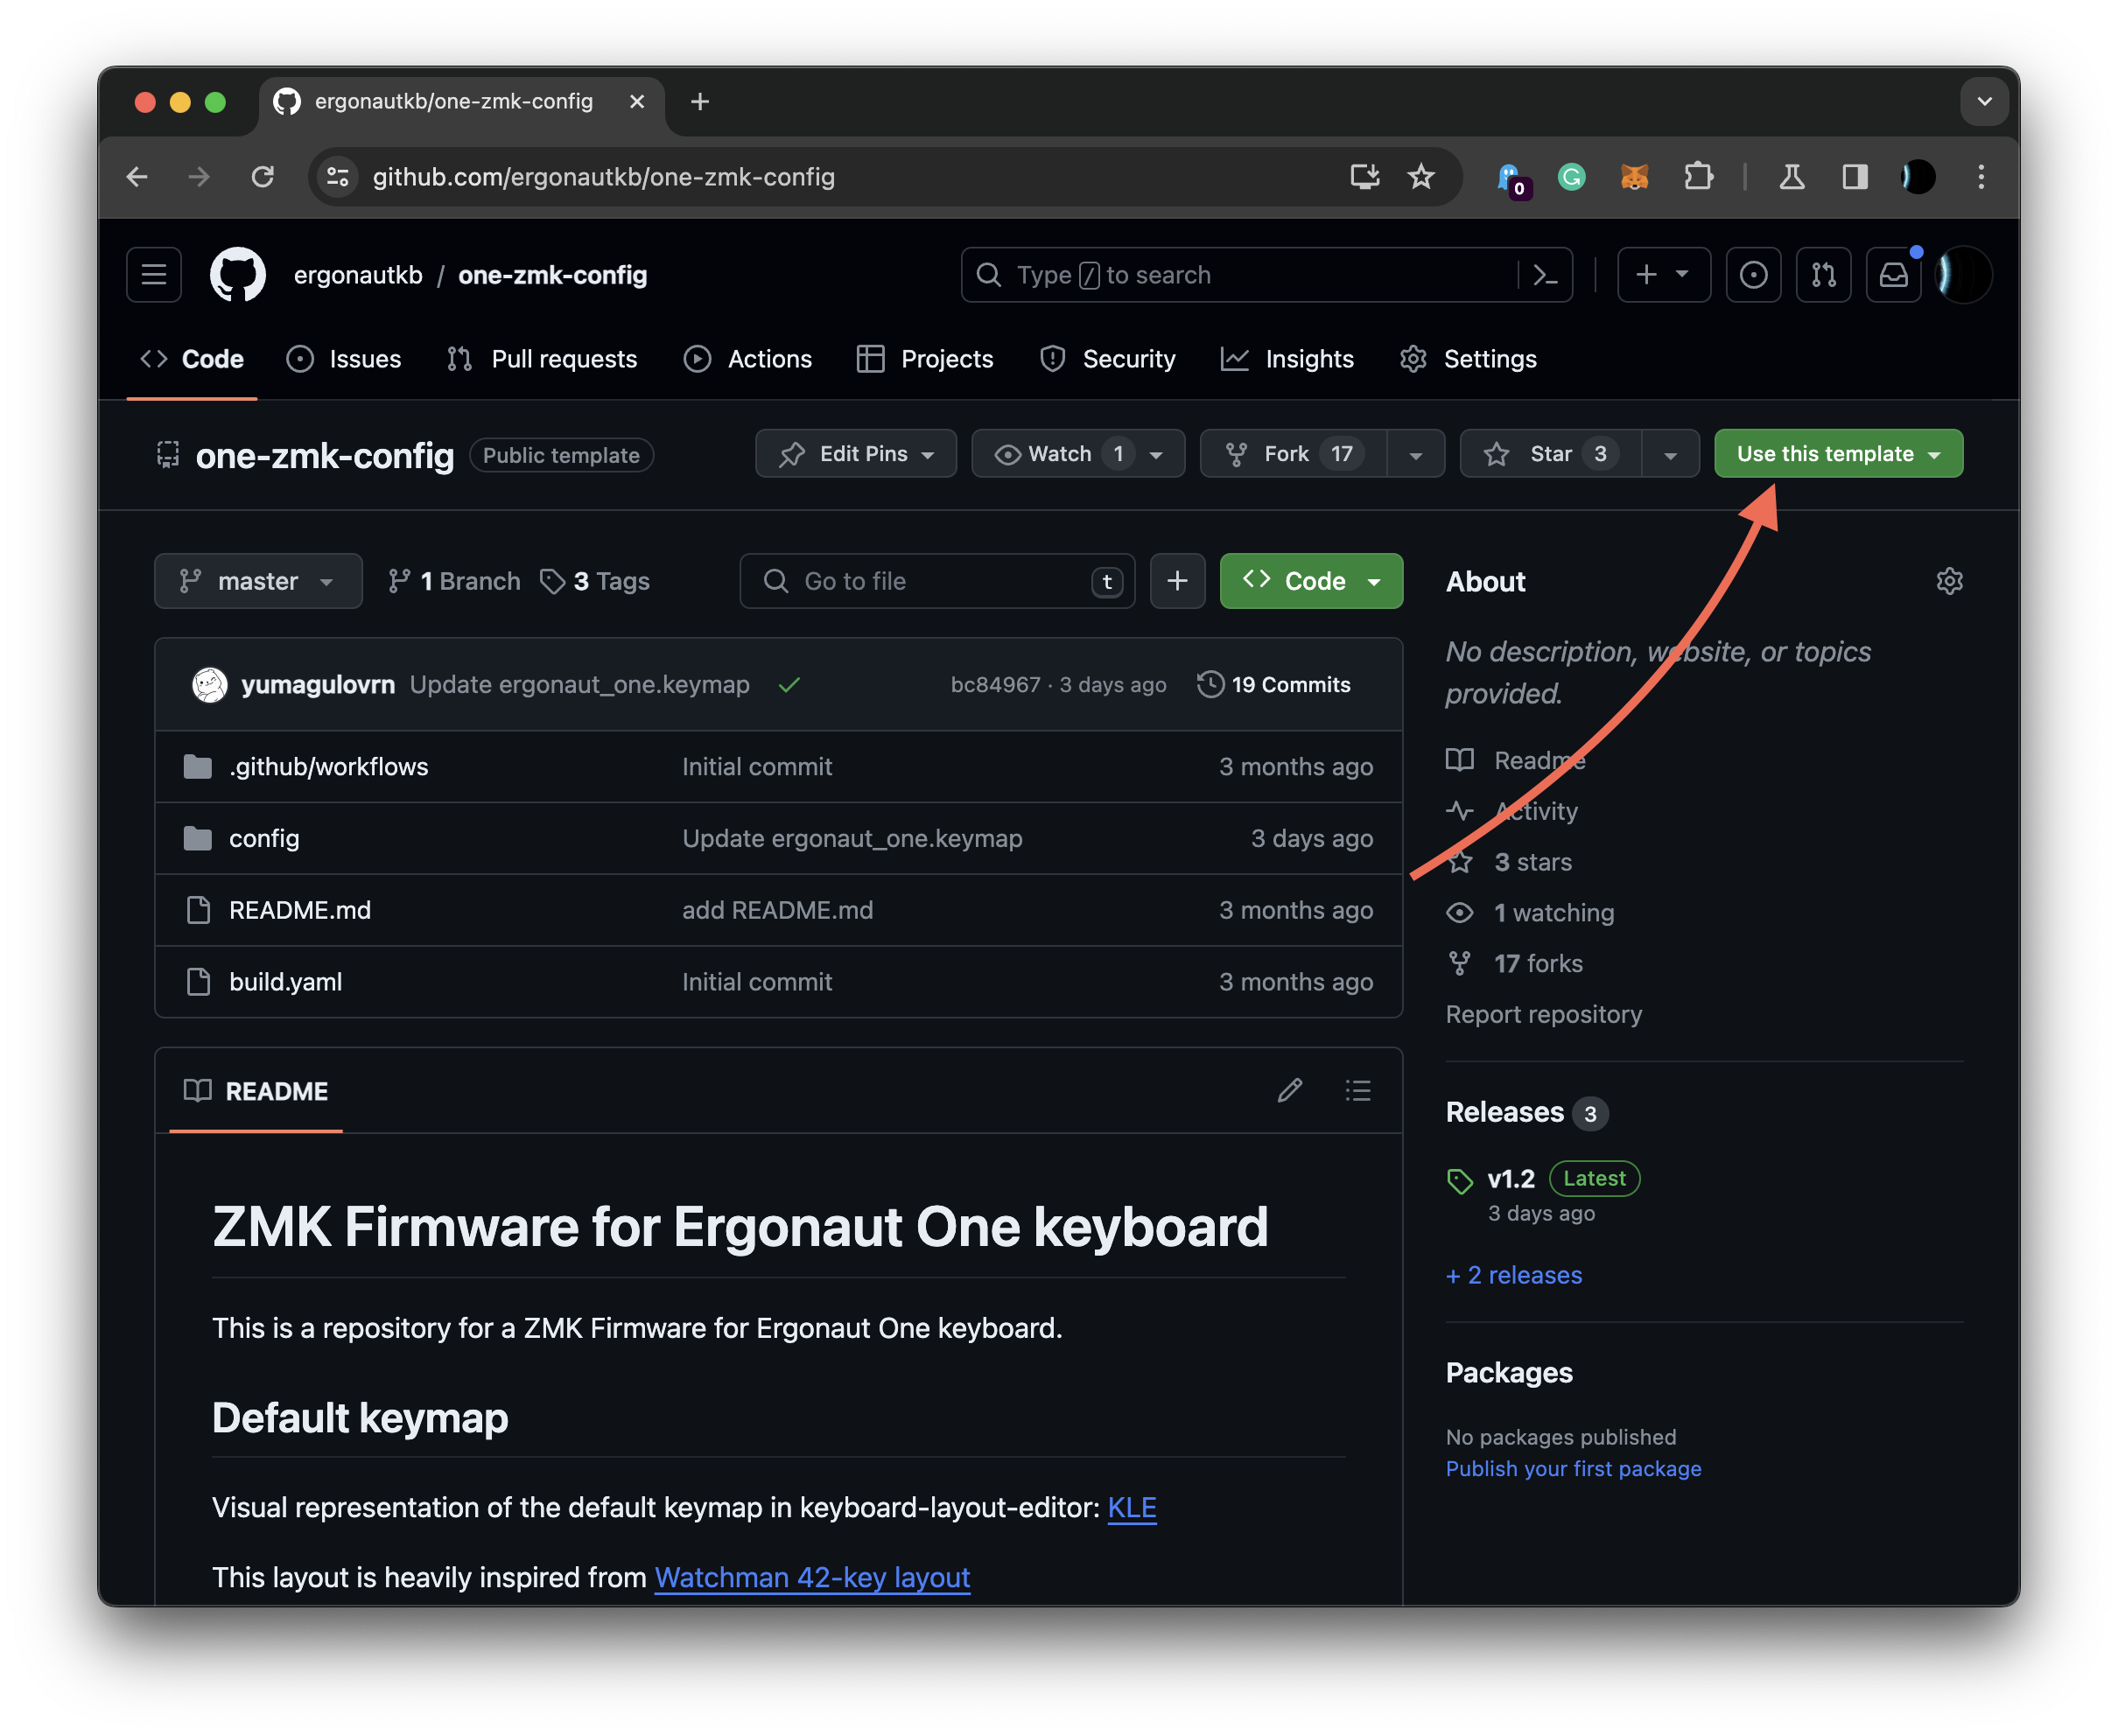 ergonautkb/one-zmk-config
github.com/ergonautkb/one-zmk-config
0
ergonautkb / one-zmk-config
Type / to search
Code Issues Pull requests Actions Projects Security Insights Settings
one-zmk-config Public template Edit Pins Watch 1 Fork 17 Star 3 Use this template
master 1 Branch 3 Tags Go to file t + Code
yumagulovrn Update ergonaut_one.keymap bc84967 · 3 days ago 19 Commits
.github/workflows Initial commit 3 months ago
config Update ergonaut_one.keymap 3 days ago
README.md add README.md 3 months ago
build.yaml Initial commit 3 months ago
README
ZMK Firmware for Ergonaut One keyboard
This is a repository for a ZMK Firmware for Ergonaut One keyboard.
Default keymap
Visual representation of the default keymap in keyboard-layout-editor: KLE
This layout is heavily inspired from Watchman 42-key layout
About
No description, website, or topics
provided.
Readme
Activity
3 stars
1 watching
17 forks
Report repository
Releases 3
v1.2 Latest
3 days ago
+ 2 releases
Packages
No packages published
Publish your first package